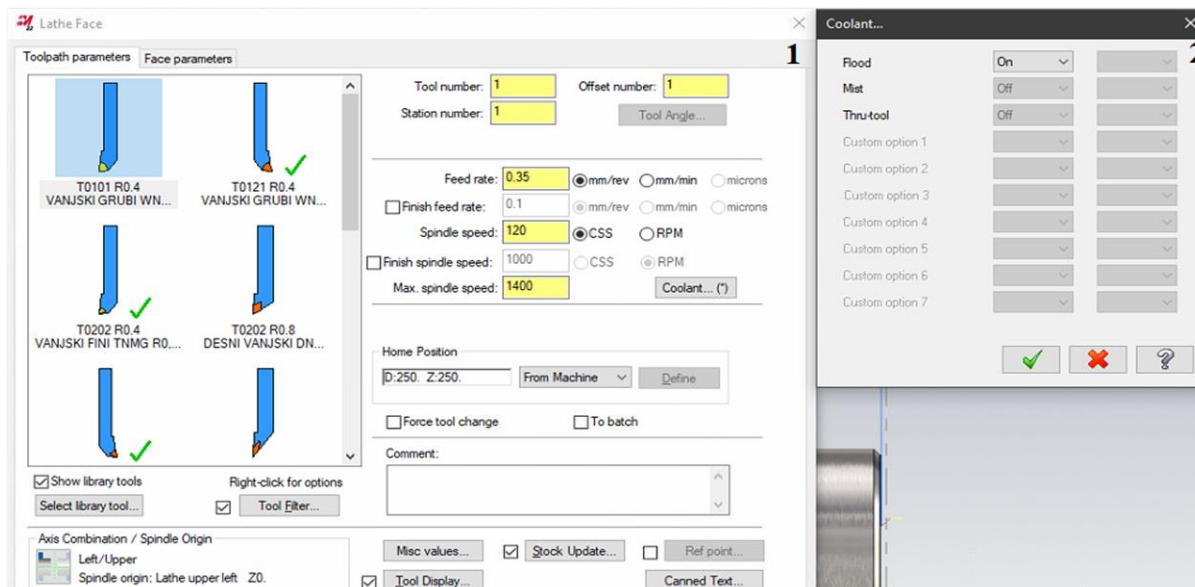 Lathe Face
Toolpath parameters Face parameters
1
T0101 R0.4
VANJSKI GRUBI WN...
T0121 R0.4
VANJSKI GRUBI WN...
T0202 R0.4
VANJSKI FINI TNMG R0,...
T0202 R0.8
DESNI VANJSKI DN...
Show library tools
Right-click for options
Select library tool...
Tool Filter...
Axis Combination / Spindle Origin
Left/Upper
Spindle origin: Lathe upper left Z0.
Tool number: 1 Offset number: 1
Station number: 1 Tool Angle...
Feed rate: 0.35 mm/rev mm/min microns
Finish feed rate: 0.1 mm/rev mm/min microns
Spindle speed: 120 CSS RPM
Finish spindle speed: 1000 CSS RPM
Max. spindle speed: 1400 Coolant... (*)
Home Position
D:250. Z:250. From Machine Define
Force tool change To batch
Comment:
Misc values... Stock Update... Ref point...
Tool Display... Canned Text...
Coolant...
2
Flood On
Mist Off
Thru-tool Off
Custom option 1
Custom option 2
Custom option 3
Custom option 4
Custom option 5
Custom option 6
Custom option 7